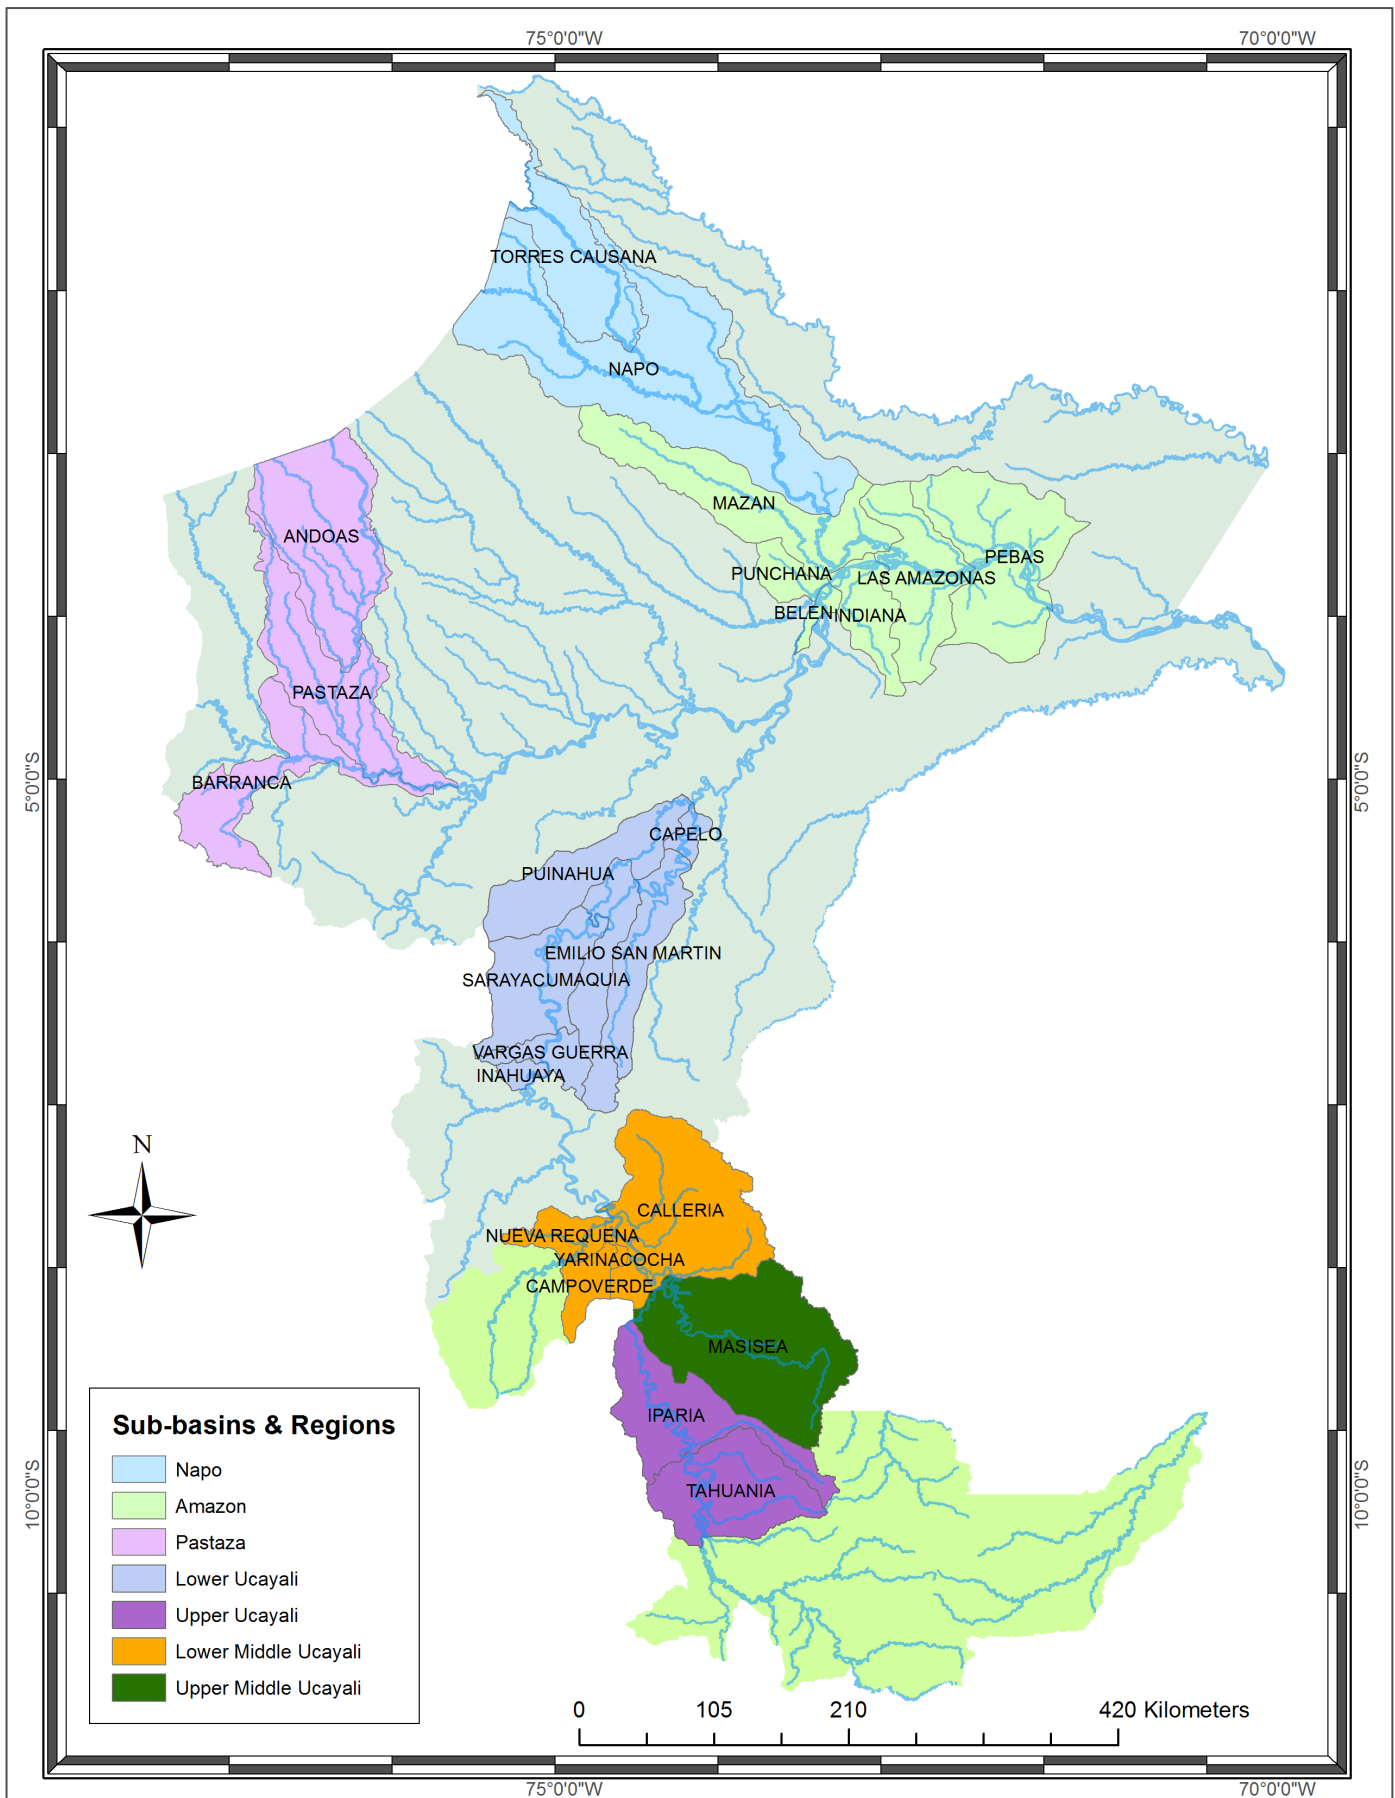 75°0'0"W
70°0'0"W
TORRES CAUSANA
NAPO
MAZAN
ANDOAS
PEBAS
PUNCHANA
LAS AMAZONAS
BELEN
INDIANA
PASTAZA
5°0'0"S
5°0'0"S
BARRANCA
CAPELO
PUINAHUA
EMILIO SAN MARTIN
SARAYACU
MAQUIA
VARGAS GUERRA
INAHUAYA
N
CALLERIA
NUEVA REQUENA
YARINACOCHA
CAMPOVERDE
MASISEA
IPARIA
TAHUANIA
10°0'0"S
10°0'0"S
Sub-basins & Regions
Napo
Amazon
Pastaza
Lower Ucayali
Upper Ucayali
Lower Middle Ucayali
Upper Middle Ucayali
0 105 210 420 Kilometers
75°0'0"W
70°0'0"W